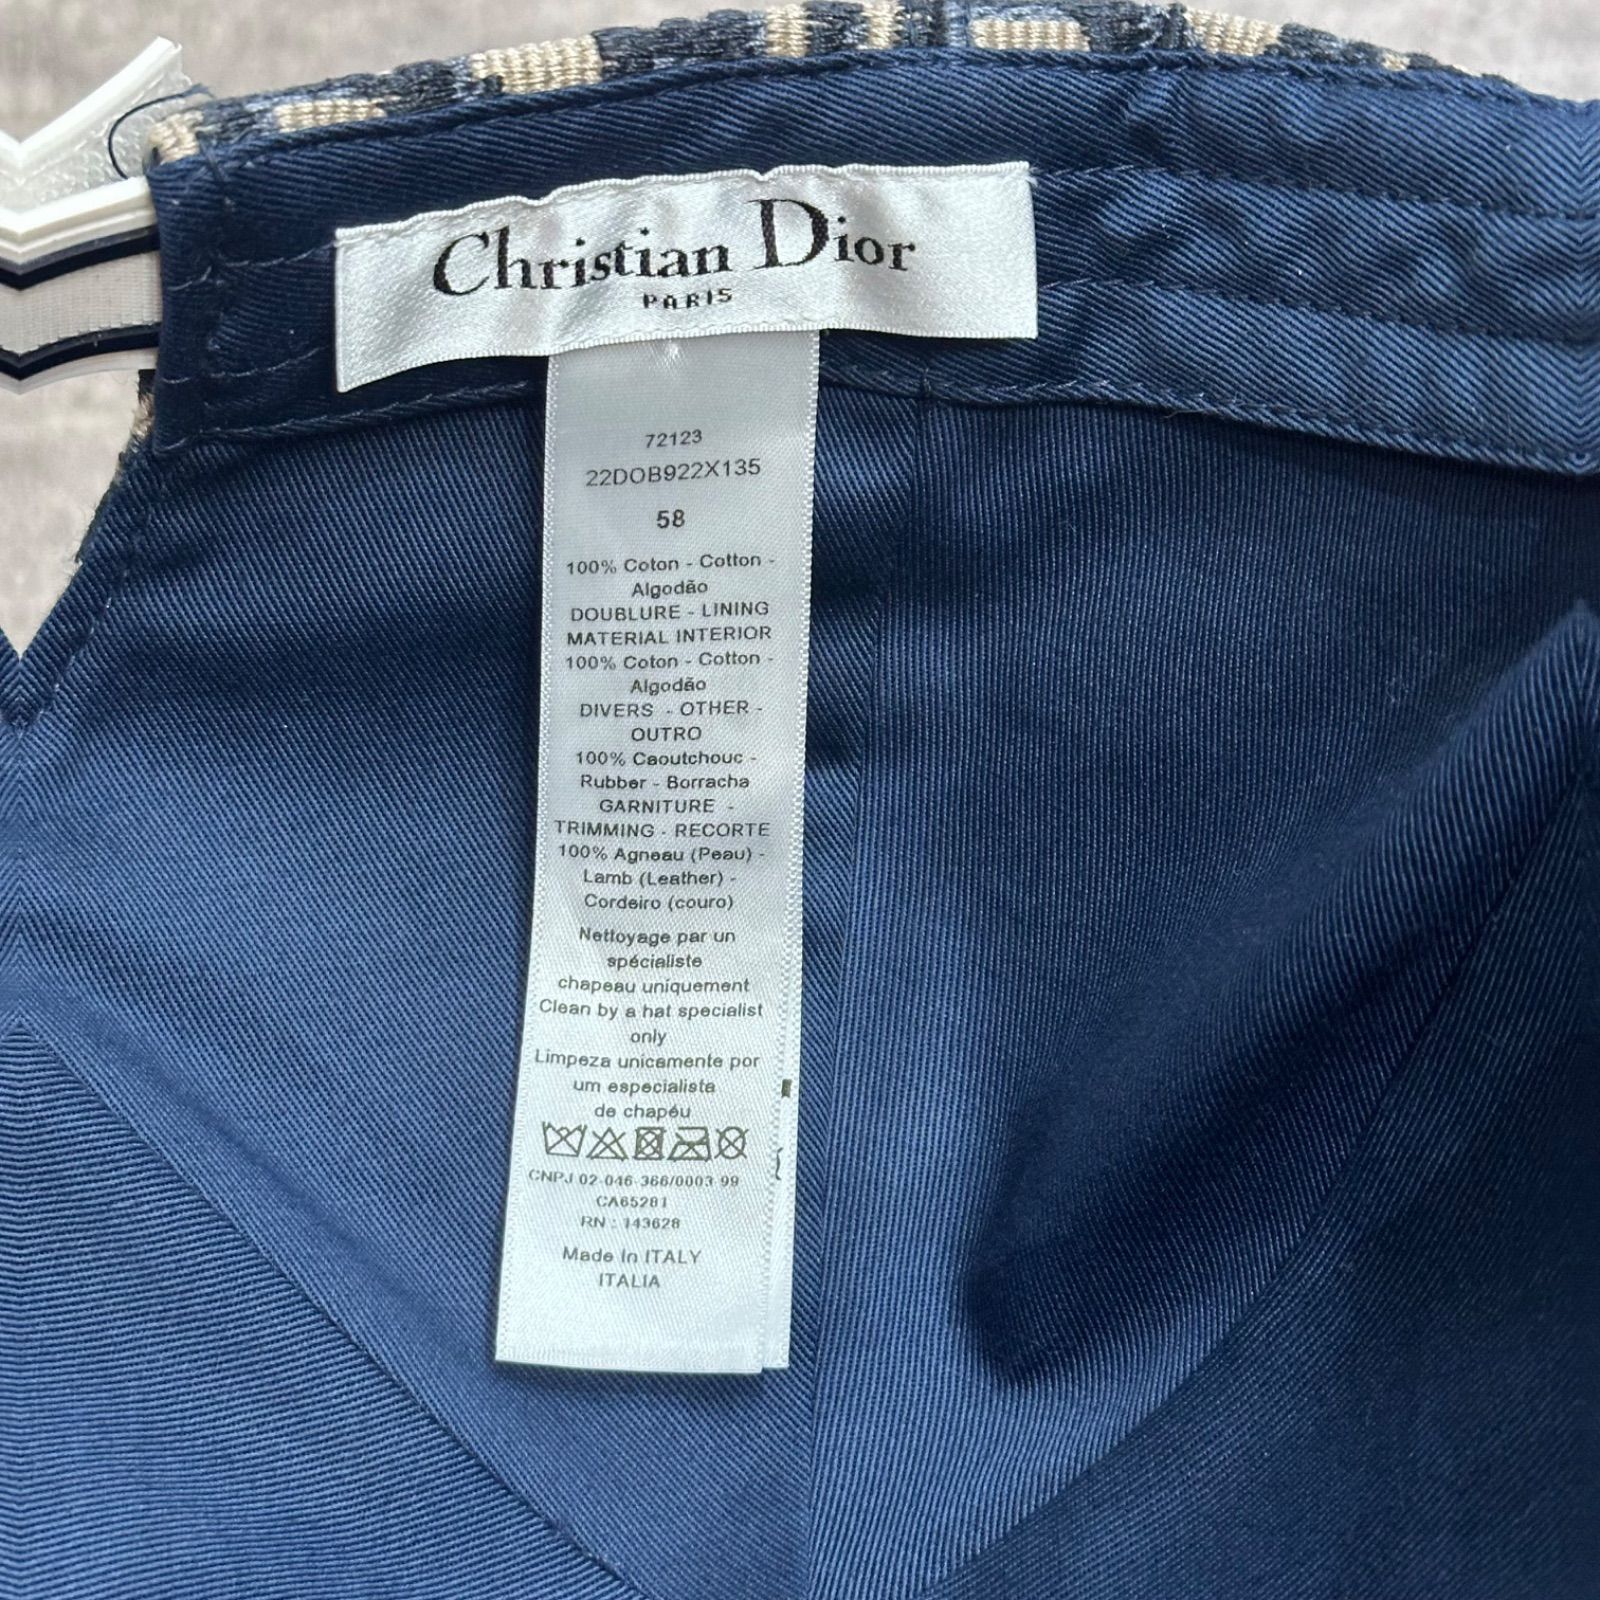 Christian Dior
PARIS
72123
22DOB922X135
58
100% Coton - Cotton -
Algodão
DOUBLURE - LINING
MATERIAL INTERIOR
100% Coton - Cotton -
Algodão
DIVERS - OTHER -
OUTRO
100% Caoutchouc -
Rubber - Borracha
GARNITURE -
TRIMMING - RECORTE
100% Agneau (Peau) -
Lamb (Leather) -
Cordeiro (couro)
Nettoyage par un
spécialiste
chapeau uniquement
Clean by a hat specialist
only
Limpeza unicamente por
um especialista
de chapéu
CNPJ 02-046-366/0003-99
CA65281
RN : 143628
Made in ITALY
ITALIA